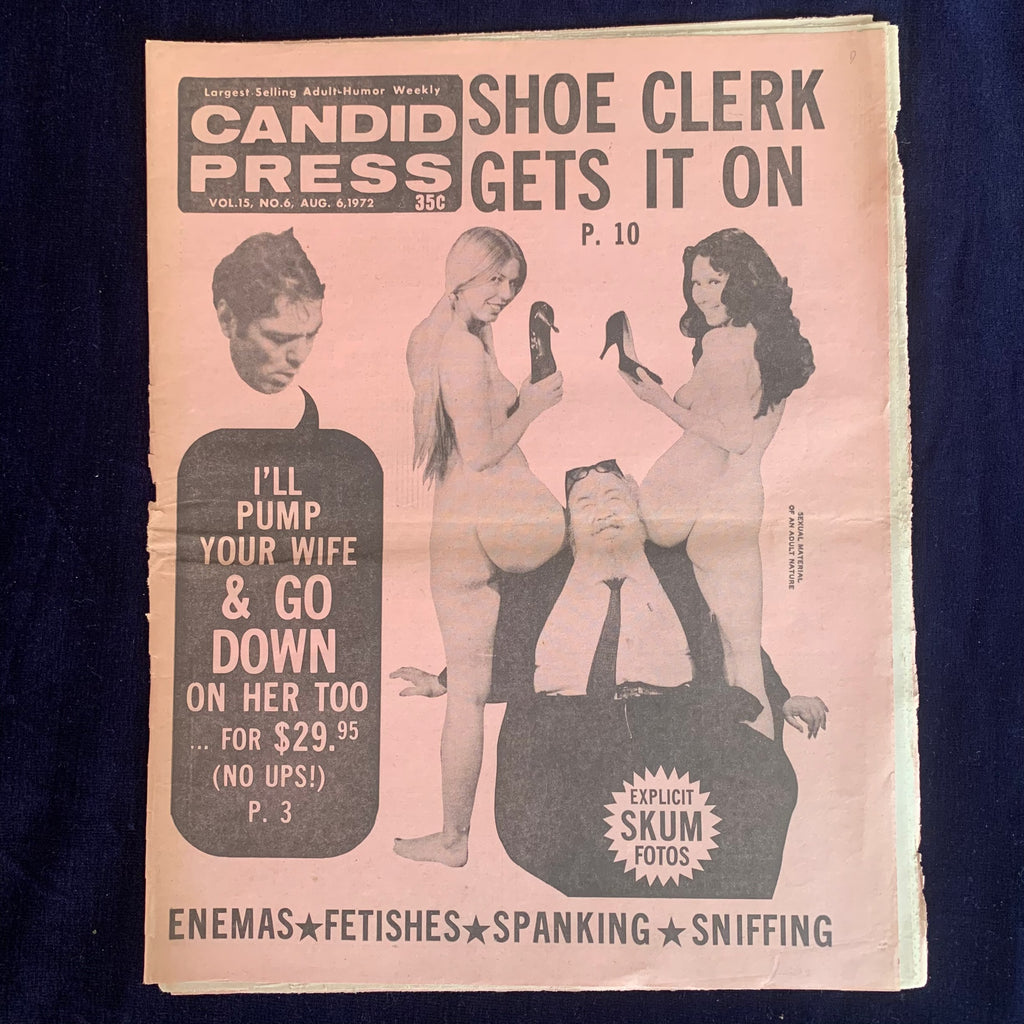 Largest Selling Adult-Humor Weekly
CANDID
PRESS
VOL.15, NO.6, AUG. 6,1972 35¢
SHOE CLERK
GETS IT ON
P. 10
I'LL
PUMP
YOUR WIFE
& GO
DOWN
ON HER TOO
... FOR $29.95
(NO UPS!)
P. 3
SEXUAL MATERIAL
OF AN ADULT NATURE
EXPLICIT
SKUM
FOTOS
ENEMAS★FETISHES★SPANKING★SNIFFING